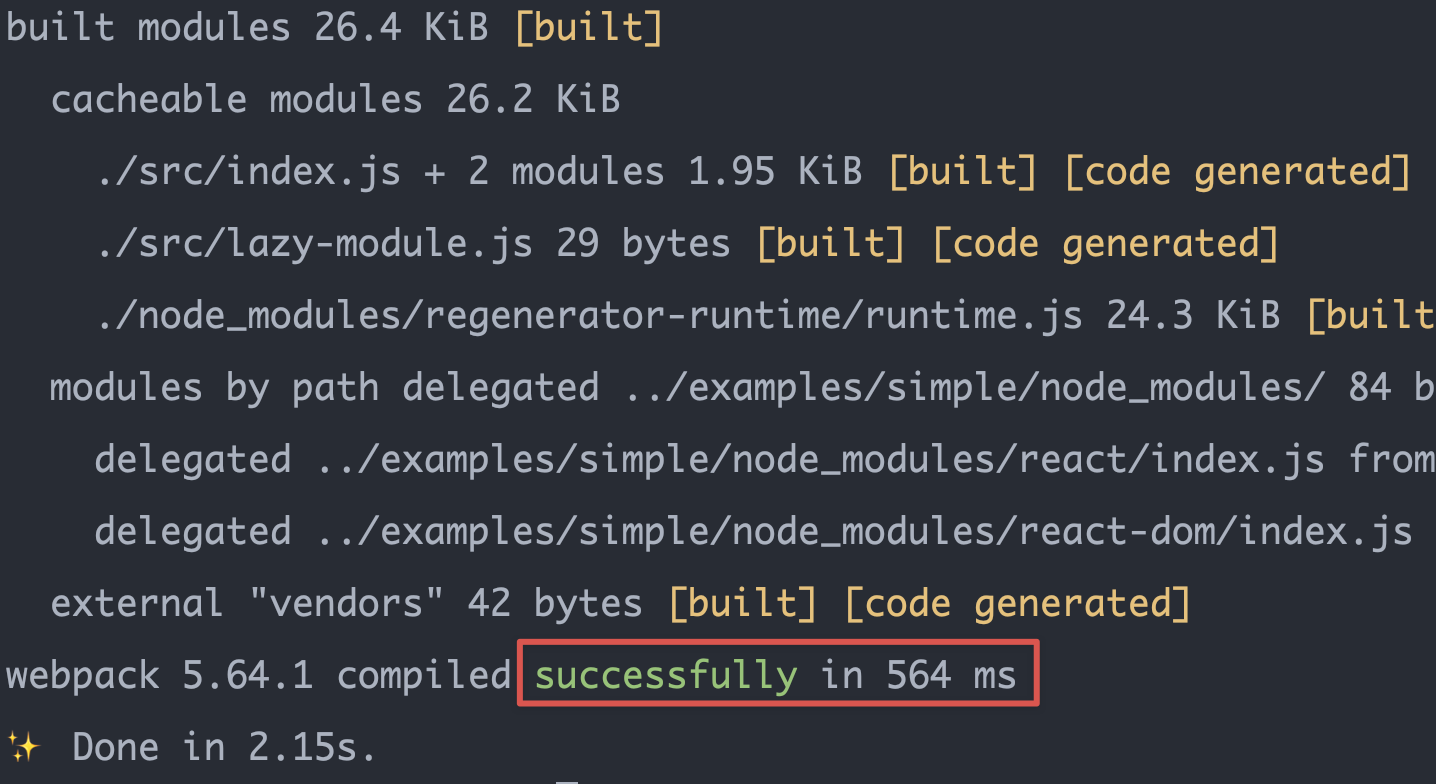 built modules 26.4 KiB [built]
cacheable modules 26.2 KiB
./src/index.js + 2 modules 1.95 KiB [built] [code generated]
./src/lazy-module.js 29 bytes [built] [code generated]
./node_modules/regenerator-runtime/runtime.js 24.3 KiB [built
modules by path delegated ../examples/simple/node_modules/ 84 b
delegated ../examples/simple/node_modules/react/index.js from
delegated ../examples/simple/node_modules/react-dom/index.js
external "vendors" 42 bytes [built] [code generated]
webpack 5.64.1 compiled successfully in 564 ms
✨ Done in 2.15s.